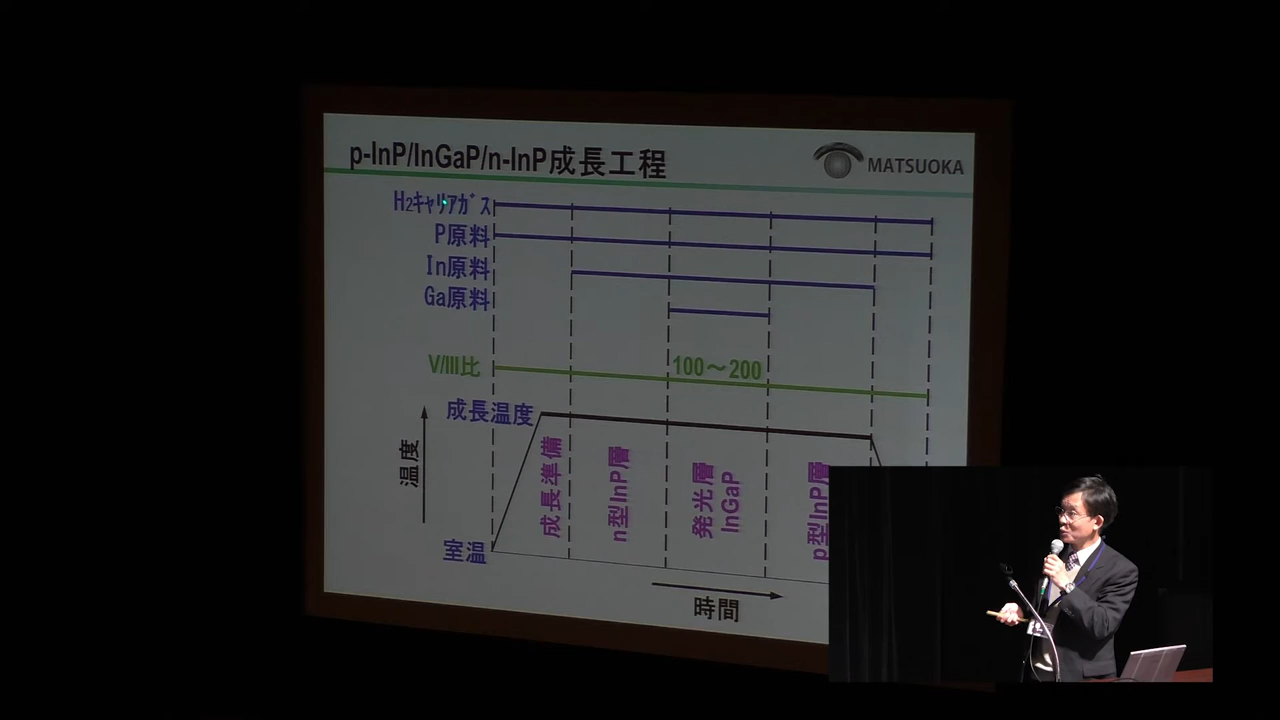 p-InP/InGaP/n-InP成長工程
MATSUOKA
H2キャリアガス
P原料
In原料
Ga原料
V/III比
100～200
成長温度
温度
成長準備
n型InP層
発光層
InGaP
p型InP層
室温
時間